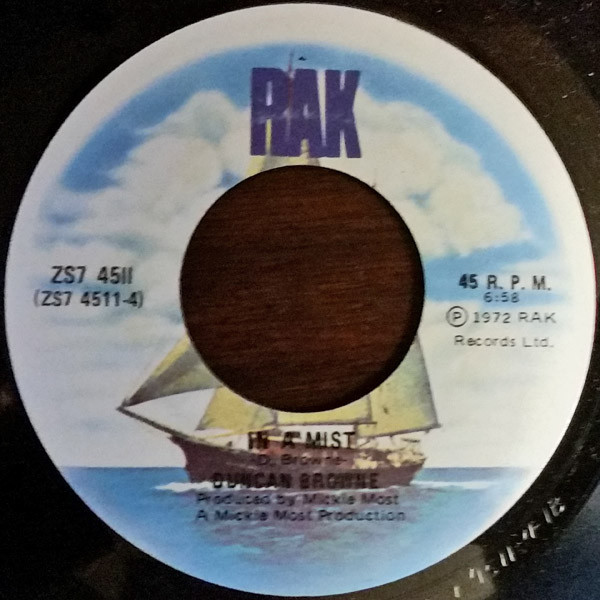 RAK
ZS7 4511
(ZS7 4511-4)
45 R. P. M.
6:58
Ⓟ 1972 RAK
Records Ltd.
IN A MIST
D. Browne
DUNCAN BROWNE
Produced by Mickie Most
A Mickie Most Production